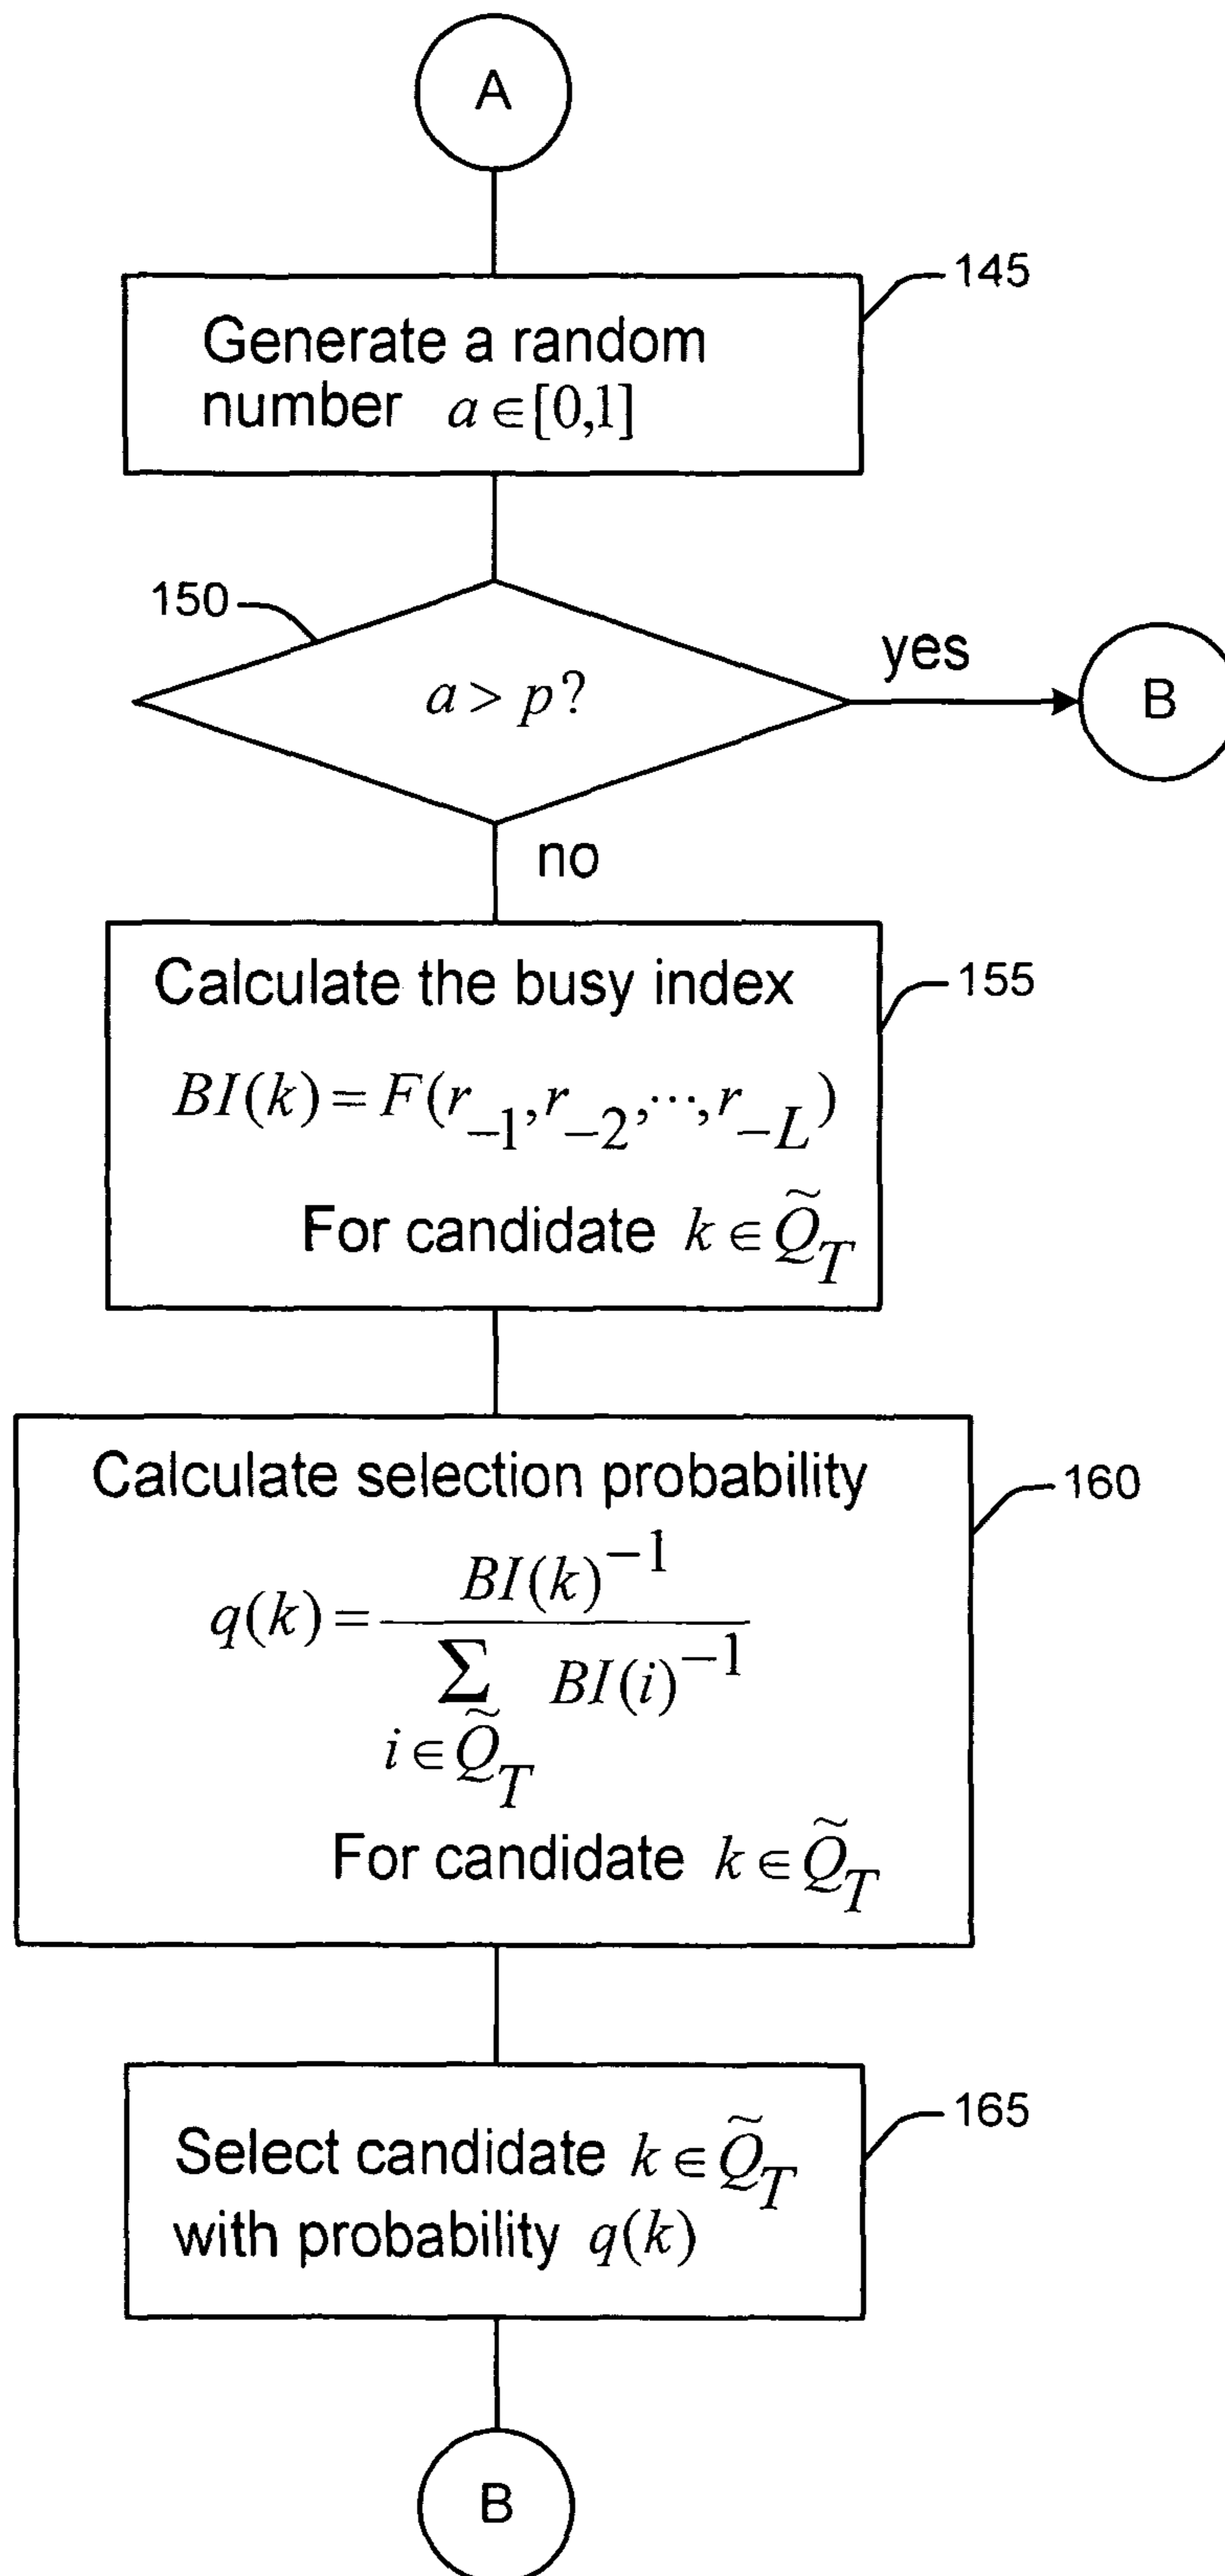 A
145
Generate a random
number a ∈ [0,1]
150
a > p?
yes
B
no
155
Calculate the busy index
BI(k) = F(r_{-1}, r_{-2}, ..., r_{-L})
For candidate k ∈ Q̃_T
160
Calculate selection probability
q(k) = BI(k)^{-1} / ∑_{i ∈ Q̃_T} BI(i)^{-1}
For candidate k ∈ Q̃_T
165
Select candidate k ∈ Q̃_T
with probability q(k)
B